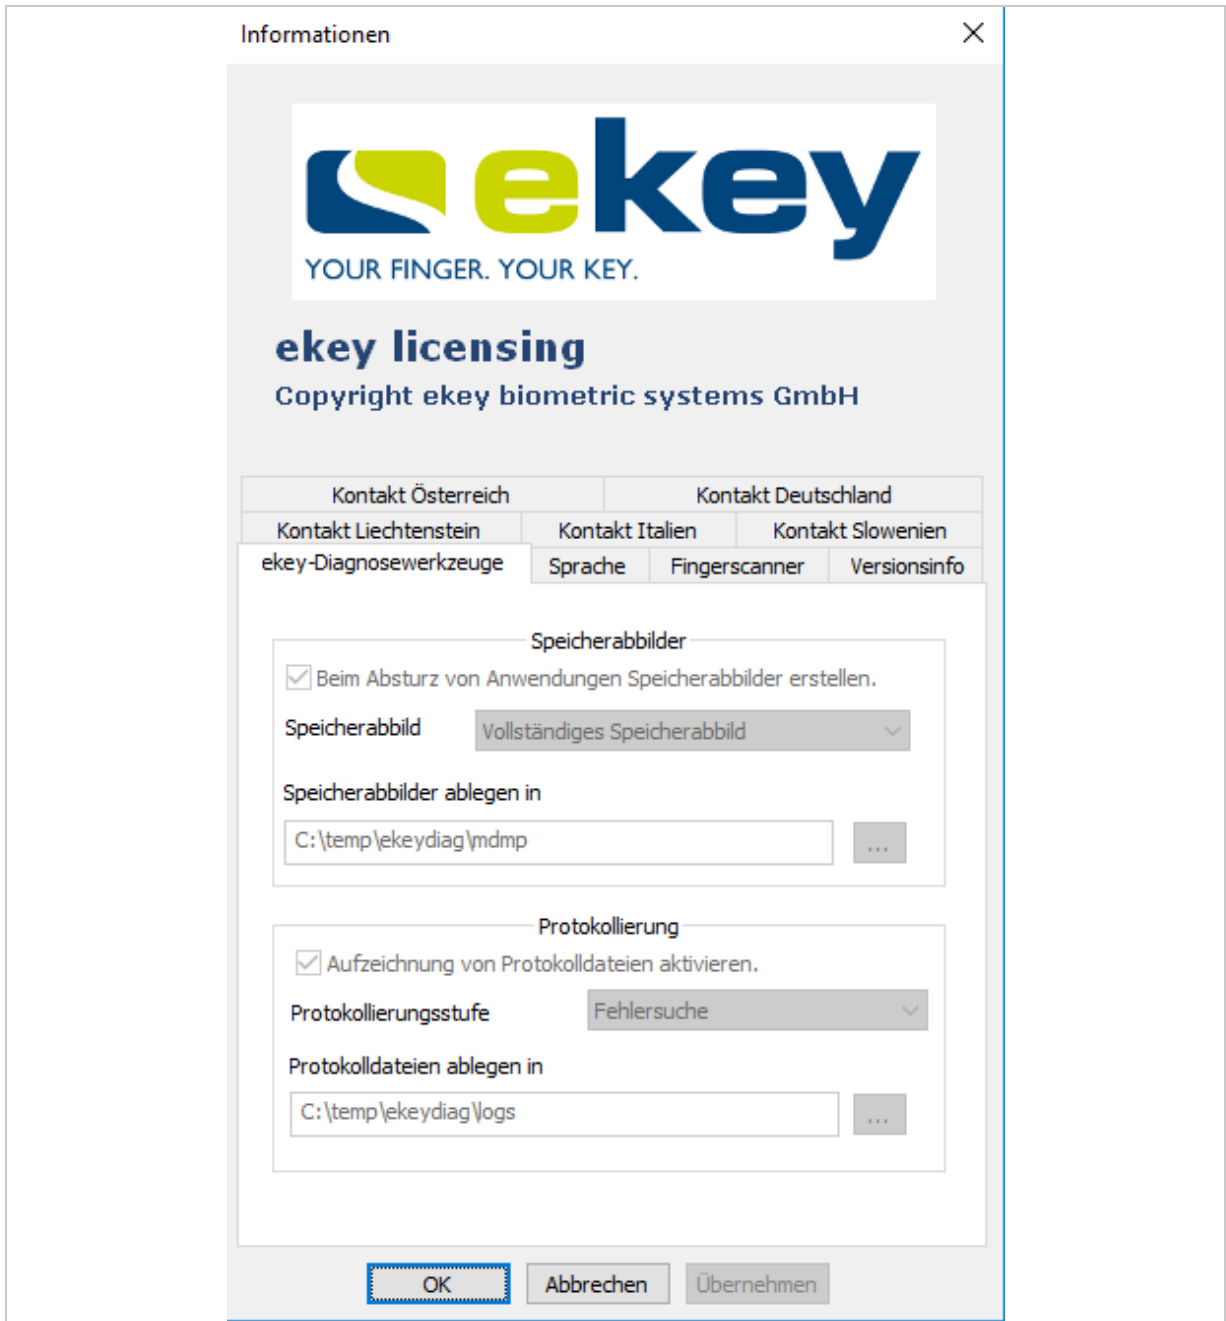 Informationen
ekey
YOUR FINGER. YOUR KEY.
ekey licensing
Copyright ekey biometric systems GmbH
Kontakt Österreich Kontakt Deutschland
Kontakt Liechtenstein Kontakt Italien Kontakt Slowenien
ekey-Diagnosewerkzeuge Sprache Fingerscanner Versionsinfo
Speicherabbilder
Beim Absturz von Anwendungen Speicherabbilder erstellen.
Speicherabbild Vollständiges Speicherabbild
Speicherabbilder ablegen in
C:\temp\ekeydiag\mdmp
...
Protokollierung
Aufzeichnung von Protokolldateien aktivieren.
Protokollierungsstufe Fehlersuche
Protokolldateien ablegen in
C:\temp\ekeydiag\logs
...
OK Abbrechen Übernehmen